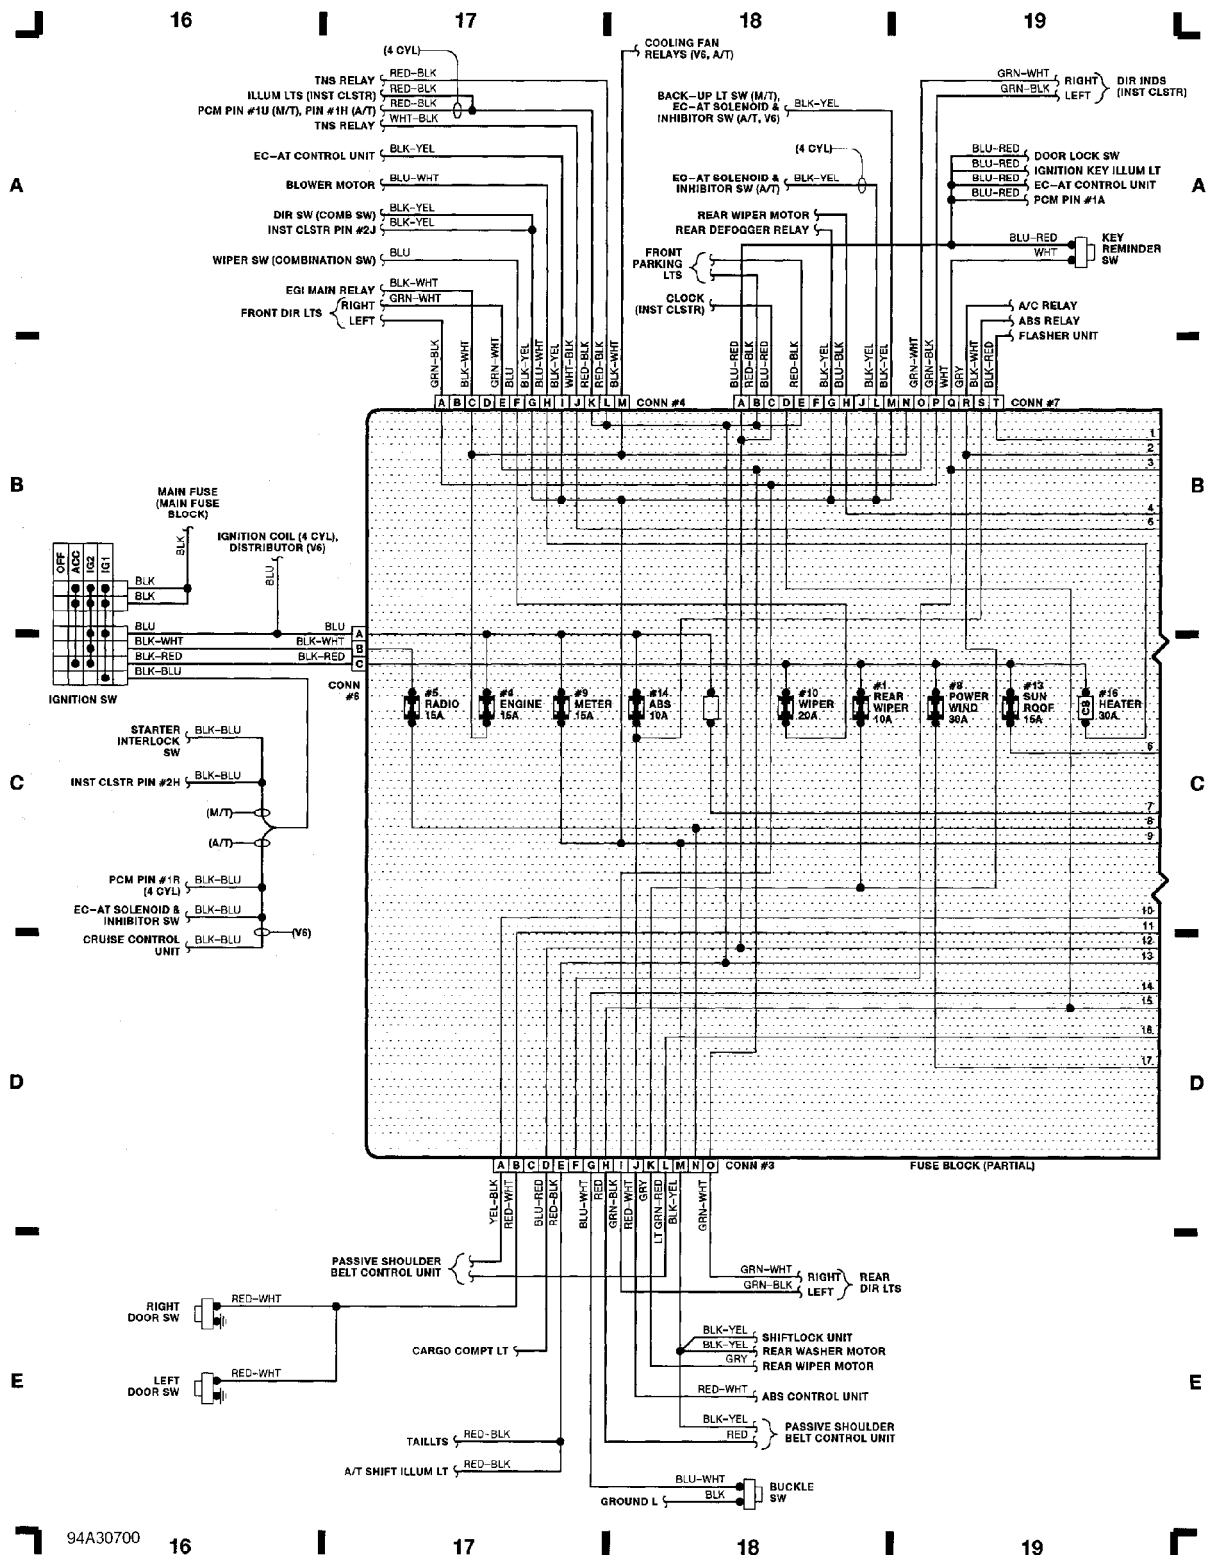 16 17 18 19
(4 CYL)
COOLING FAN
RELAYS (V6, A/T)
TNS RELAY RED-BLK
ILLUM LTS (INST CLSTR) RED-BLK
PCM PIN #1U (M/T), PIN #1H (A/T) RED-BLK
TNS RELAY WHT-BLK
EC-AT CONTROL UNIT BLK-YEL
BLOWER MOTOR BLU-WHT
DIR SW (COMB SW) BLK-YEL
INST CLSTR PIN #2J BLK-YEL
WIPER SW (COMBINATION SW) BLU
EGI MAIN RELAY BLK-WHT
FRONT DIR LTS RIGHT GRN-WHT
LEFT
BACK-UP LT SW (M/T),
EC-AT SOLENOID &
INHIBITOR SW (A/T, V6)
BLK-YEL
(4 CYL)
EC-AT SOLENOID &
INHIBITOR SW (A/T)
BLK-YEL
REAR WIPER MOTOR
REAR DEFOGGER RELAY
FRONT
PARKING
LTS
CLOCK
(INST CLSTR)
GRN-WHT RIGHT
GRN-BLK LEFT
DIR INDS
(INST CLSTR)
BLU-RED DOOR LOCK SW
BLU-RED IGNITION KEY ILLUM LT
BLU-RED EC-AT CONTROL UNIT
BLU-RED PCM PIN #1A
BLU-RED
WHT
KEY
REMINDER
SW
A/C RELAY
ABS RELAY
FLASHER UNIT
A A
GRN-BLK
BLK-WHT
GRN-WHT
BLU
BLK-YEL
BLU-WHT
BLK-YEL
WHT-BLK
RED-BLK
RED-BLK
BLK-WHT
BLU-RED
RED-BLK
BLU-RED
RED-BLK
BLK-YEL
BLU-BLK
BLK-YEL
BLK-YEL
GRN-WHT
GRN-BLK
WHT
GRY
BLK-WHT
BLK-RED
A B C D E F G H I J K L M CONN #4
A B C D E F G H J L M N O P Q R S T CONN #7
1
2
3
4
5
B B
MAIN FUSE
(MAIN FUSE
BLOCK)
BLK
IGNITION COIL (4 CYL),
DISTRIBUTOR (V6)
BLU
OFF ACC IG2 IG1
BLK
BLK
BLU BLU A
BLK-WHT BLK-WHT B
BLK-RED BLK-RED C
BLK-BLU
CONN
#6
IGNITION SW
#5
RADIO
15A
#4
ENGINE
15A
#9
METER
15A
#14
ABS
10A
#10
WIPER
20A
#1
REAR
WIPER
10A
#8
POWER
WIND
30A
#13
SUN
ROOF
15A
CB
#16
HEATER
30A
STARTER
INTERLOCK
SW
BLK-BLU
INST CLSTR PIN #2H BLK-BLU
(M/T)
(A/T)
PCM PIN #1R
(4 CYL)
BLK-BLU
EC-AT SOLENOID &
INHIBITOR SW
BLK-BLU
(V6)
CRUISE CONTROL
UNIT
BLK-BLU
C C
6
7
8
9
10
11
12
13
14
15
16
17
D D
A B C D E F G H I J K L M N O CONN #3
FUSE BLOCK (PARTIAL)
YEL-BLK
RED-WHT
BLU-RED
RED-BLK
BLU-WHT
RED
GRN-BLK
RED-WHT
GRY
LT GRN-RED
BLK-YEL
GRN-WHT
PASSIVE SHOULDER
BELT CONTROL UNIT
GRN-WHT RIGHT
GRN-BLK LEFT
REAR
DIR LTS
RIGHT
DOOR SW
RED-WHT
BLK-YEL SHIFTLOCK UNIT
BLK-YEL REAR WASHER MOTOR
GRY REAR WIPER MOTOR
CARGO COMPT LT
LEFT
DOOR SW
RED-WHT
RED-WHT ABS CONTROL UNIT
BLK-YEL
RED
PASSIVE SHOULDER
BELT CONTROL UNIT
TAILLTS RED-BLK
A/T SHIFT ILLUM LT RED-BLK
BLU-WHT
GROUND L BLK
BUCKLE
SW
E E
94A30700
16 17 18 19